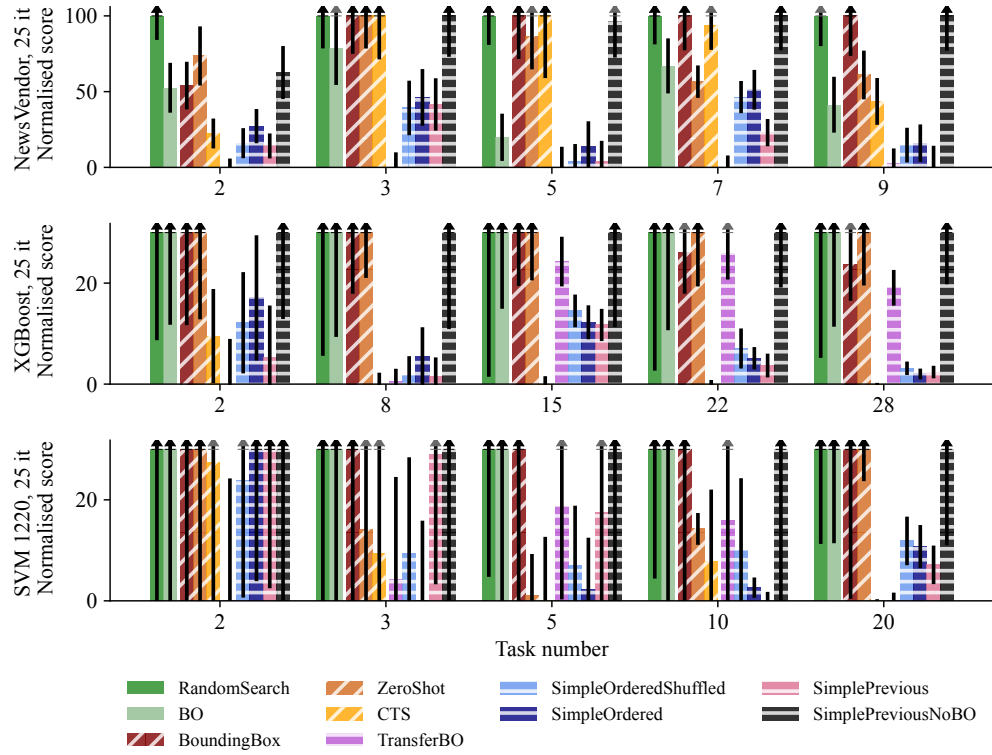 NewsVendor, 25 it
Normalised score
100
50
0
2
3
5
7
9
XGBoost, 25 it
Normalised score
20
0
2
8
15
22
28
SVM 1220, 25 it
Normalised score
20
0
2
3
5
10
20
Task number
RandomSearch
BO
BoundingBox
ZeroShot
CTS
TransferBO
SimpleOrderedShuffled
SimpleOrdered
SimplePrevious
SimplePreviousNoBO